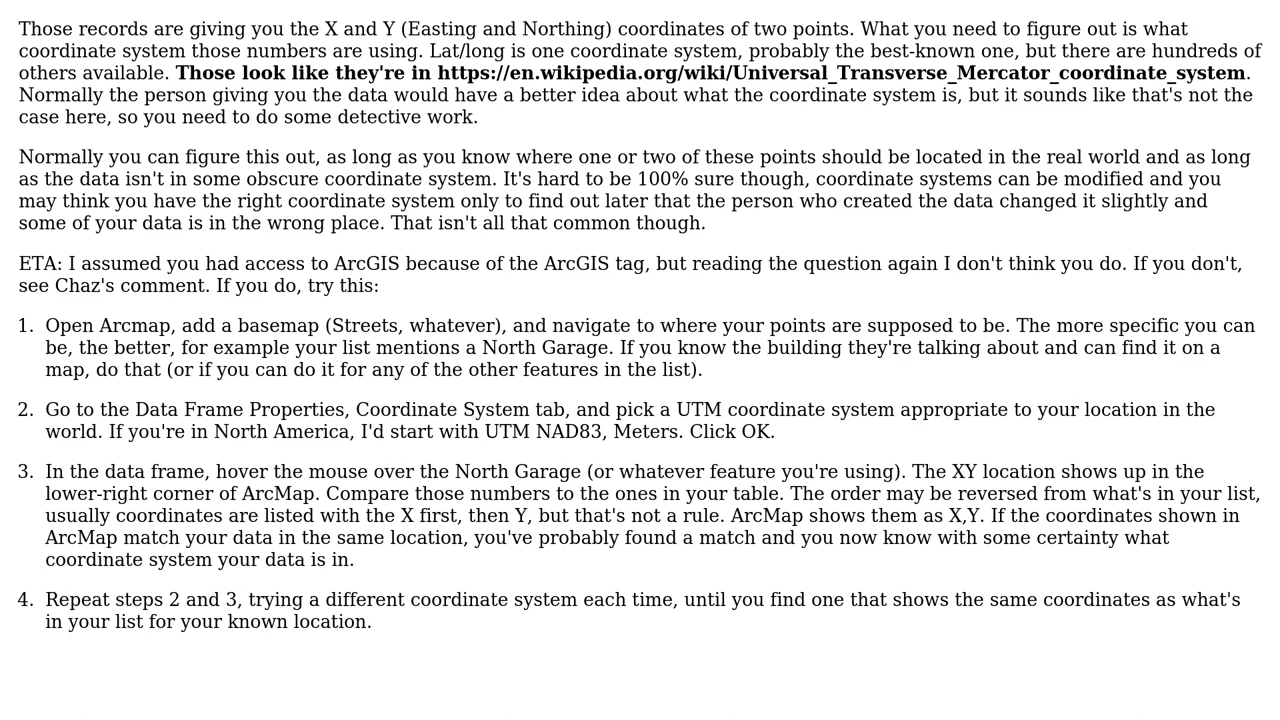 Those records are giving you the X and Y (Easting and Northing) coordinates of two points. What you need to figure out is what
coordinate system those numbers are using. Lat/long is one coordinate system, probably the best-known one, but there are hundreds of
others available. Those look like they're in https://en.wikipedia.org/wiki/Universal_Transverse_Mercator_coordinate_system.
Normally the person giving you the data would have a better idea about what the coordinate system is, but it sounds like that's not the
case here, so you need to do some detective work.
Normally you can figure this out, as long as you know where one or two of these points should be located in the real world and as long
as the data isn't in some obscure coordinate system. It's hard to be 100% sure though, coordinate systems can be modified and you
may think you have the right coordinate system only to find out later that the person who created the data changed it slightly and
some of your data is in the wrong place. That isn't all that common though.
ETA: I assumed you had access to ArcGIS because of the ArcGIS tag, but reading the question again I don't think you do. If you don't,
see Chaz's comment. If you do, try this:
1. Open Arcmap, add a basemap (Streets, whatever), and navigate to where your points are supposed to be. The more specific you can
be, the better, for example your list mentions a North Garage. If you know the building they're talking about and can find it on a
map, do that (or if you can do it for any of the other features in the list).
2. Go to the Data Frame Properties, Coordinate System tab, and pick a UTM coordinate system appropriate to your location in the
world. If you're in North America, I'd start with UTM NAD83, Meters. Click OK.
3. In the data frame, hover the mouse over the North Garage (or whatever feature you're using). The XY location shows up in the
lower-right corner of ArcMap. Compare those numbers to the ones in your table. The order may be reversed from what's in your list,
usually coordinates are listed with the X first, then Y, but that's not a rule. ArcMap shows them as X,Y. If the coordinates shown in
ArcMap match your data in the same location, you've probably found a match and you now know with some certainty what
coordinate system your data is in.
4. Repeat steps 2 and 3, trying a different coordinate system each time, until you find one that shows the same coordinates as what's
in your list for your known location.